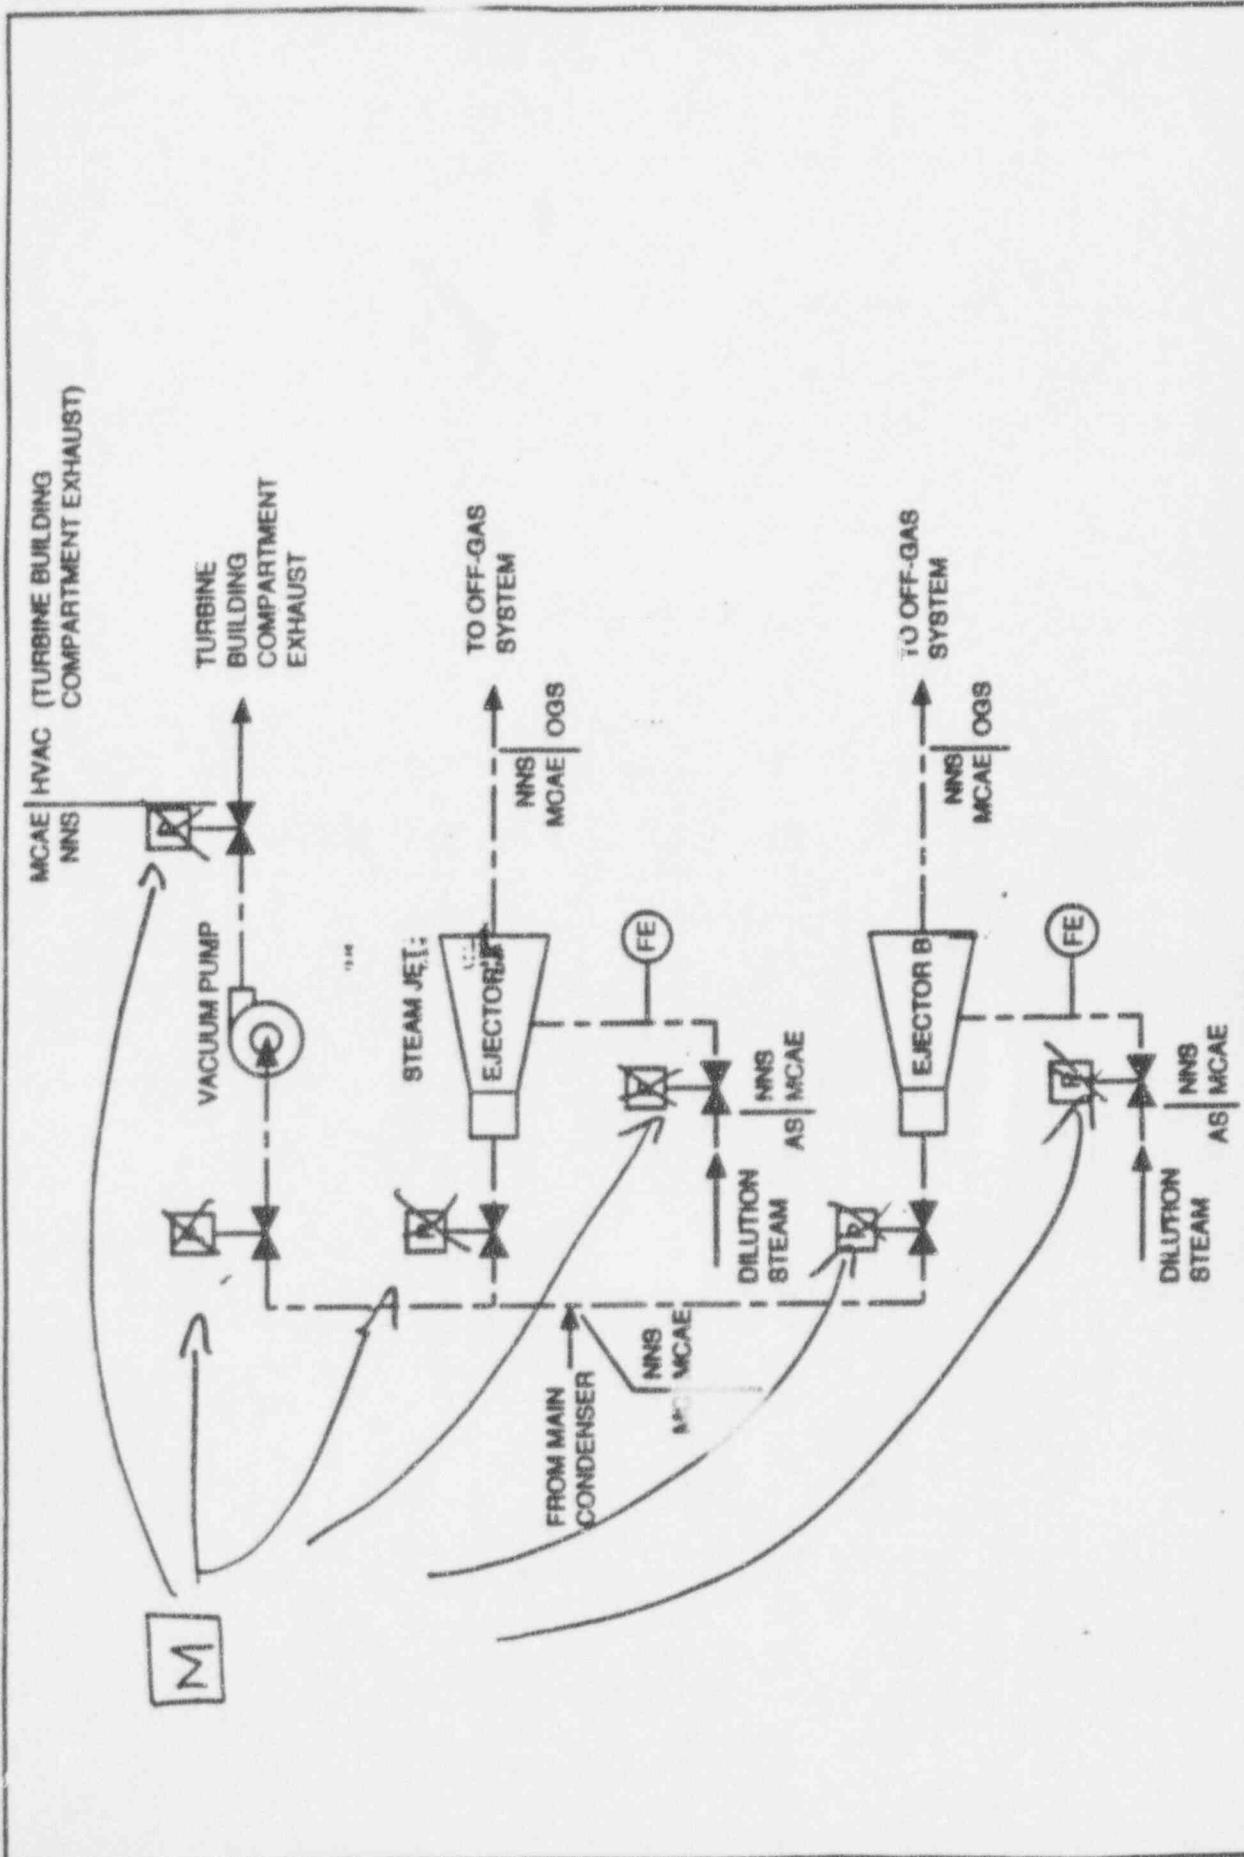 MCAE HVAC (TURBINE BUILDING
NNS COMPARTMENT EXHAUST)
VACUUM PUMP
TURBINE
BUILDING
COMPARTMENT
EXHAUST
M
STEAM JET
EJECTOR
TO OFF-GAS
SYSTEM
NNS
MCAE OGS
FE
NNS
AS MCAE
DILUTION
STEAM
FROM MAIN
CONDENSER
NNS
MC MCAE
EJECTOR B
TO OFF-GAS
SYSTEM
NNS
MCAE OGS
FE
NNS
AS MCAE
DILUTION
STEAM